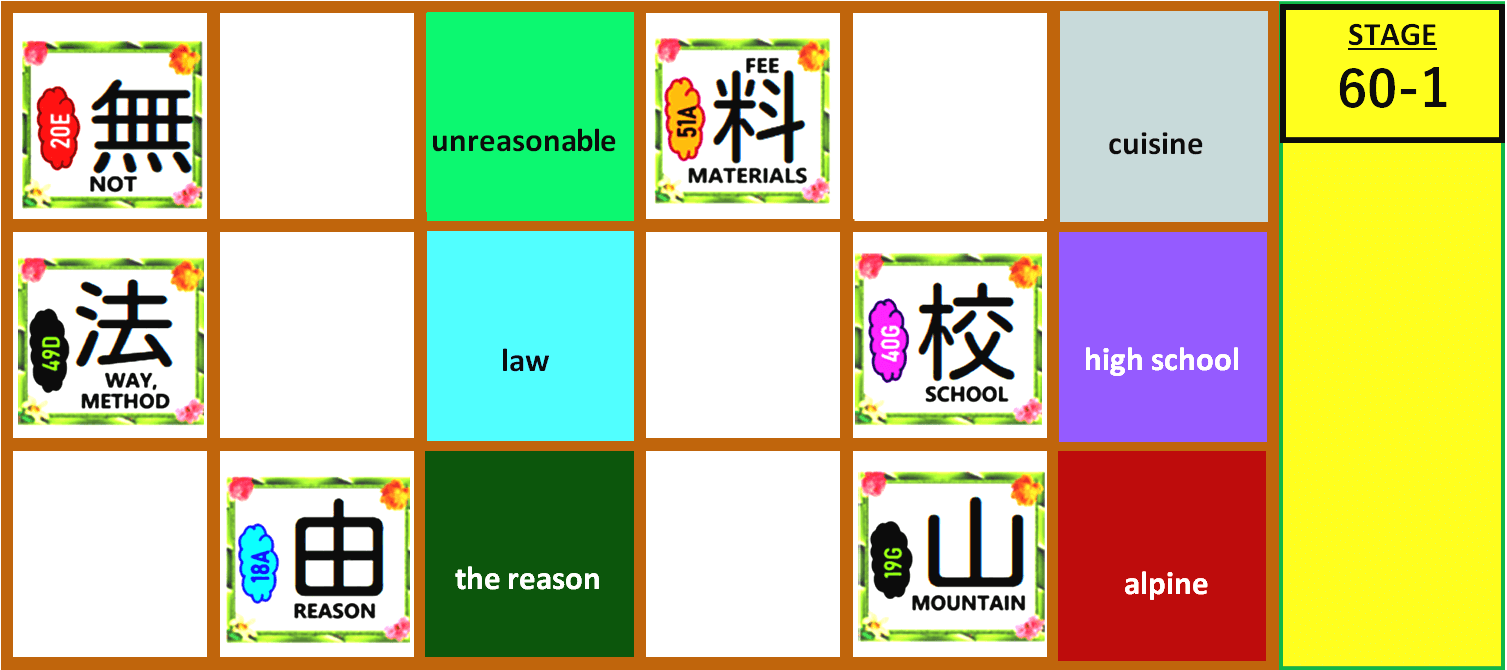 20E
無
NOT
unreasonable
FEE
51A
料
MATERIALS
cuisine
STAGE
60-1
49D
法
WAY,
METHOD
law
40G
校
SCHOOL
high school
18A
由
REASON
the reason
19G
山
MOUNTAIN
alpine